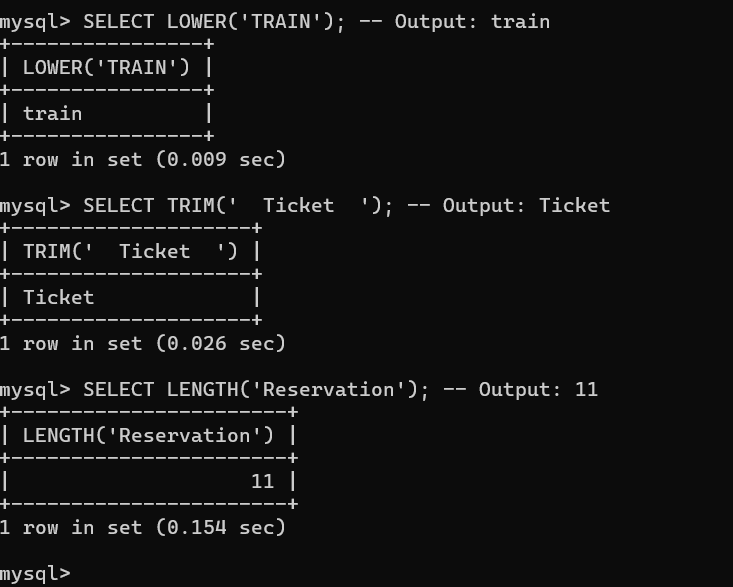 mysql> SELECT LOWER('TRAIN'); -- Output: train
+----------------+
| LOWER('TRAIN') |
+----------------+
| train          |
+----------------+
1 row in set (0.009 sec)

mysql> SELECT TRIM('  Ticket  '); -- Output: Ticket
+--------------------+
| TRIM('  Ticket  ') |
+--------------------+
| Ticket             |
+--------------------+
1 row in set (0.026 sec)

mysql> SELECT LENGTH('Reservation'); -- Output: 11
+-----------------------+
| LENGTH('Reservation') |
+-----------------------+
|                    11 |
+-----------------------+
1 row in set (0.154 sec)

mysql>